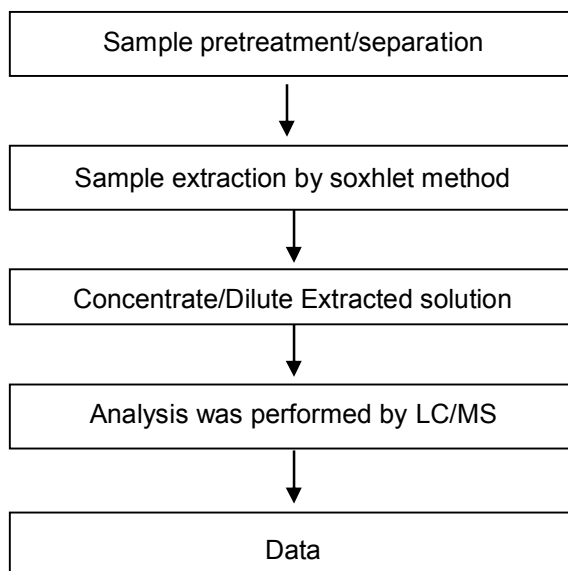 Sample pretreatment/separation
Sample extraction by soxhlet method
Concentrate/Dilute Extracted solution
Analysis was performed by LC/MS
Data